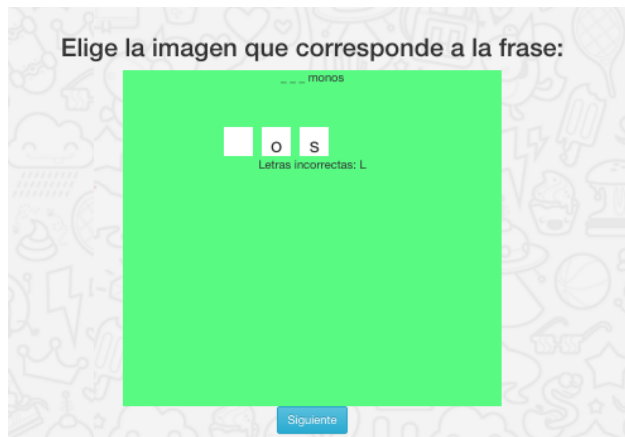 Elige la imagen que corresponde a la frase:
_ _ _ monos
o s
Letras incorrectas: L
Siguiente